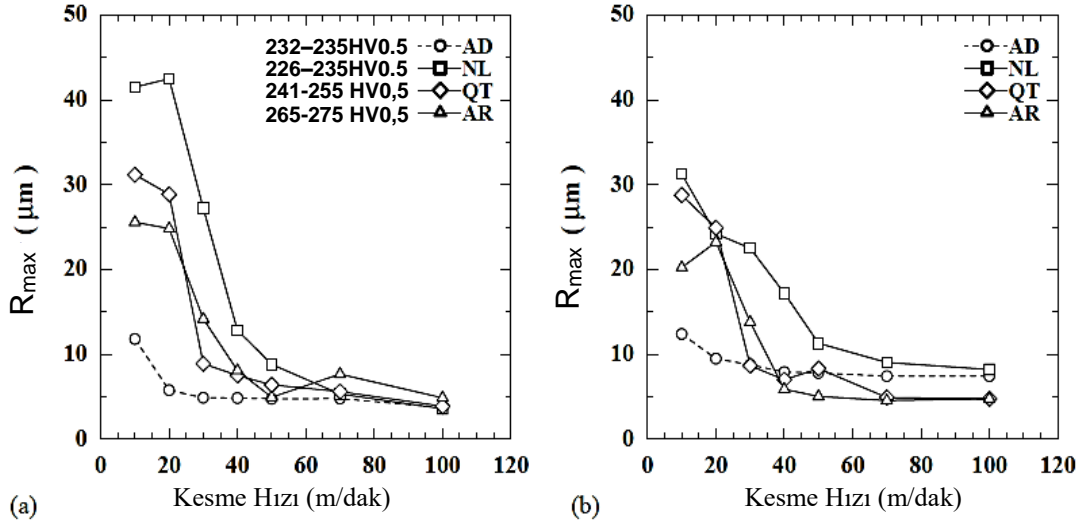 50
40
30
20
10
0
R max ( µm )
232–235HV0.5 AD
226–235HV0.5 NL
241-255 HV0,5 QT
265-275 HV0,5 AR
0 20 40 60 80 100 120
(a) Kesme Hızı (m/dak)
50
40
30
20
10
0
R max ( µm )
AD
NL
QT
AR
0 20 40 60 80 100 120
(b) Kesme Hızı (m/dak)